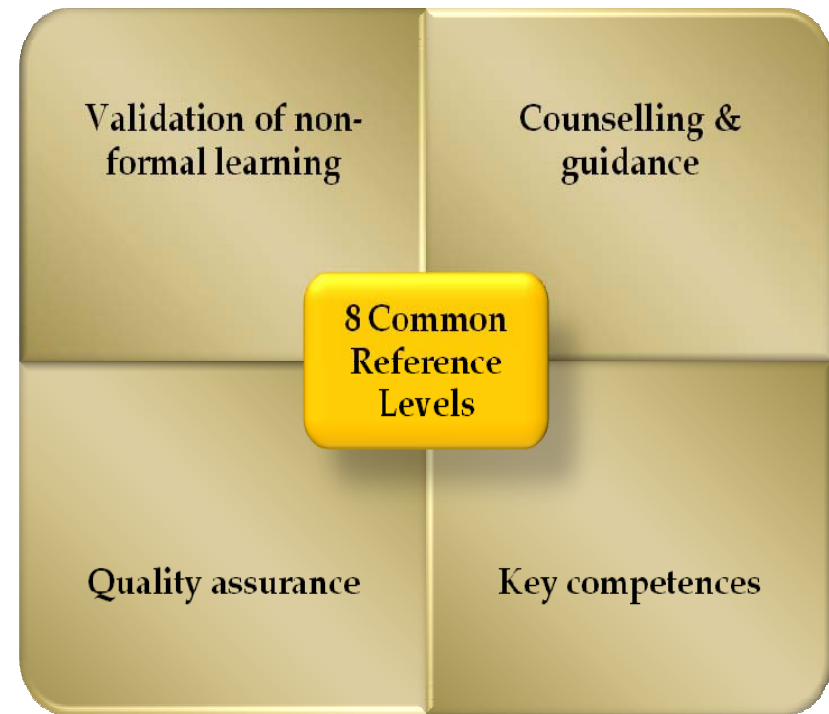 Validation of non-
formal learning
Counselling &
guidance
8 Common
Reference
Levels
Quality assurance
Key competences